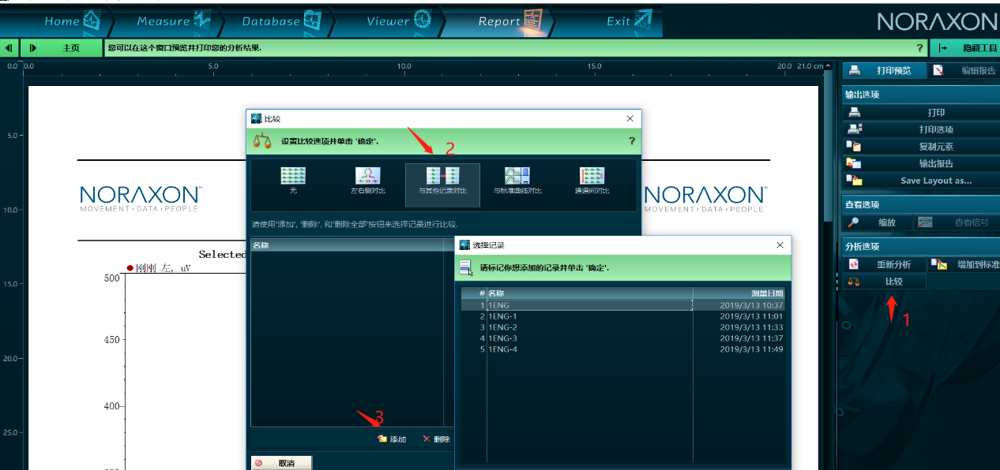 Home Measure Database Viewer Report Exit NORAXON
主页 您可以在这个窗口预览并打印您的分析结果. ? 隐藏工具
0.0 0.0 5.0 10.0 15.0 20.0 21.0 cm
打印预览 编辑报告
输出选项
打印
打印选项
复制元素
输出报告
Save Layout as...
查看选项
缩放 查看信号
分析选项
重新分析 增加到标准
比较
1
5.0
10.0
15.0
20.0
25.0
NORAXON™
MOVEMENT · DATA · PEOPLE
NORAXON™
MOVEMENT · DATA · PEOPLE
Selected
刚刚 左, uV
500
450
400
比较
设置比较选项并单击 '确定'. ?
2
无 左右侧对比 与其他记录对比 与标准曲线对比 通道间对比
请使用'添加', '删除', 和'删除全部'按钮来选择记录进行比较.
名称
3
添加 删除
取消
选择记录
请标记你想添加的记录并单击 '确定'.
# 名称 测量日期
1 1ENG 2019/3/13 10:37
2 1ENG-1 2019/3/13 11:01
3 1ENG-2 2019/3/13 11:33
4 1ENG-3 2019/3/13 11:37
5 1ENG-4 2019/3/13 11:49